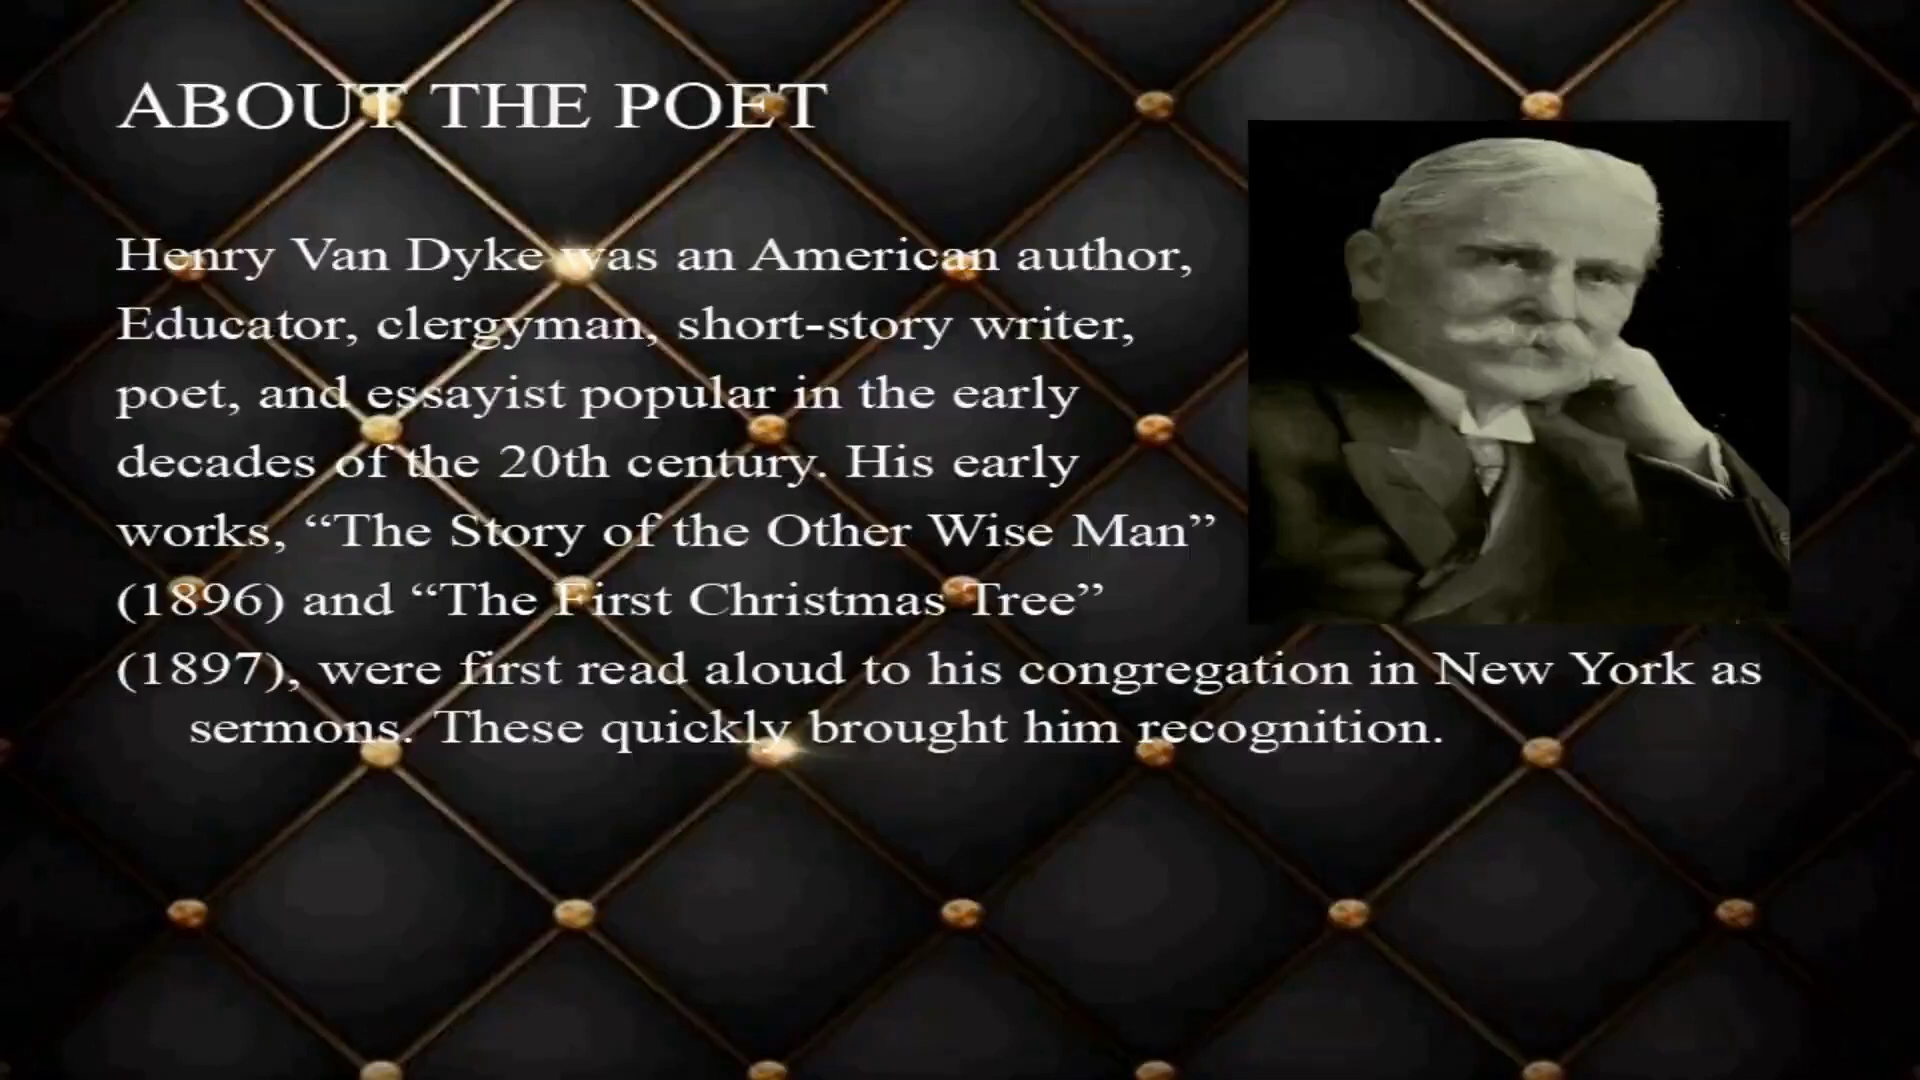 ABOUT THE POET
Henry Van Dyke was an American author,
Educator, clergyman, short-story writer,
poet, and essayist popular in the early
decades of the 20th century. His early
works, “The Story of the Other Wise Man”
(1896) and “The First Christmas Tree”
(1897), were first read aloud to his congregation in New York as
sermons. These quickly brought him recognition.